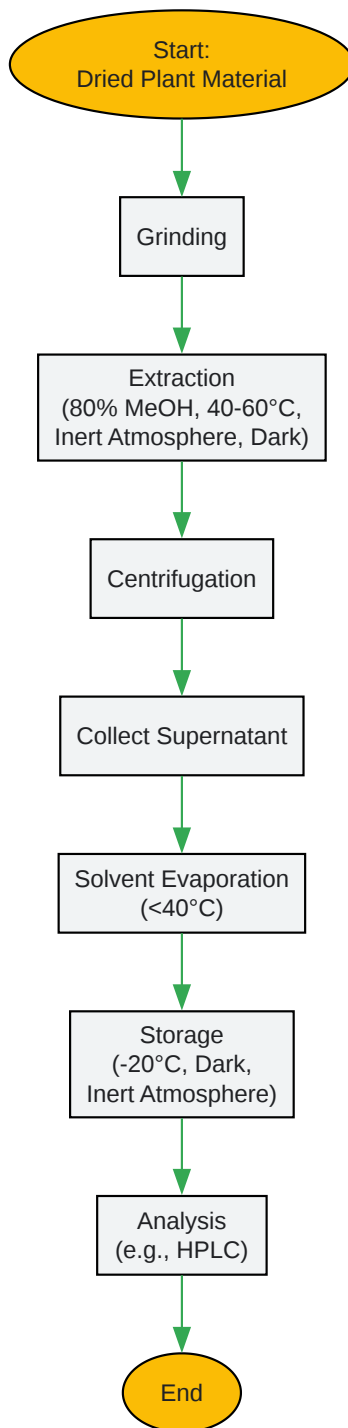 Start:
Dried Plant Material
Grinding
Extraction
(80% MeOH, 40-60°C,
Inert Atmosphere, Dark)
Centrifugation
Collect Supernatant
Solvent Evaporation
(<40°C)
Storage
(-20°C, Dark,
Inert Atmosphere)
Analysis
(e.g., HPLC)
End